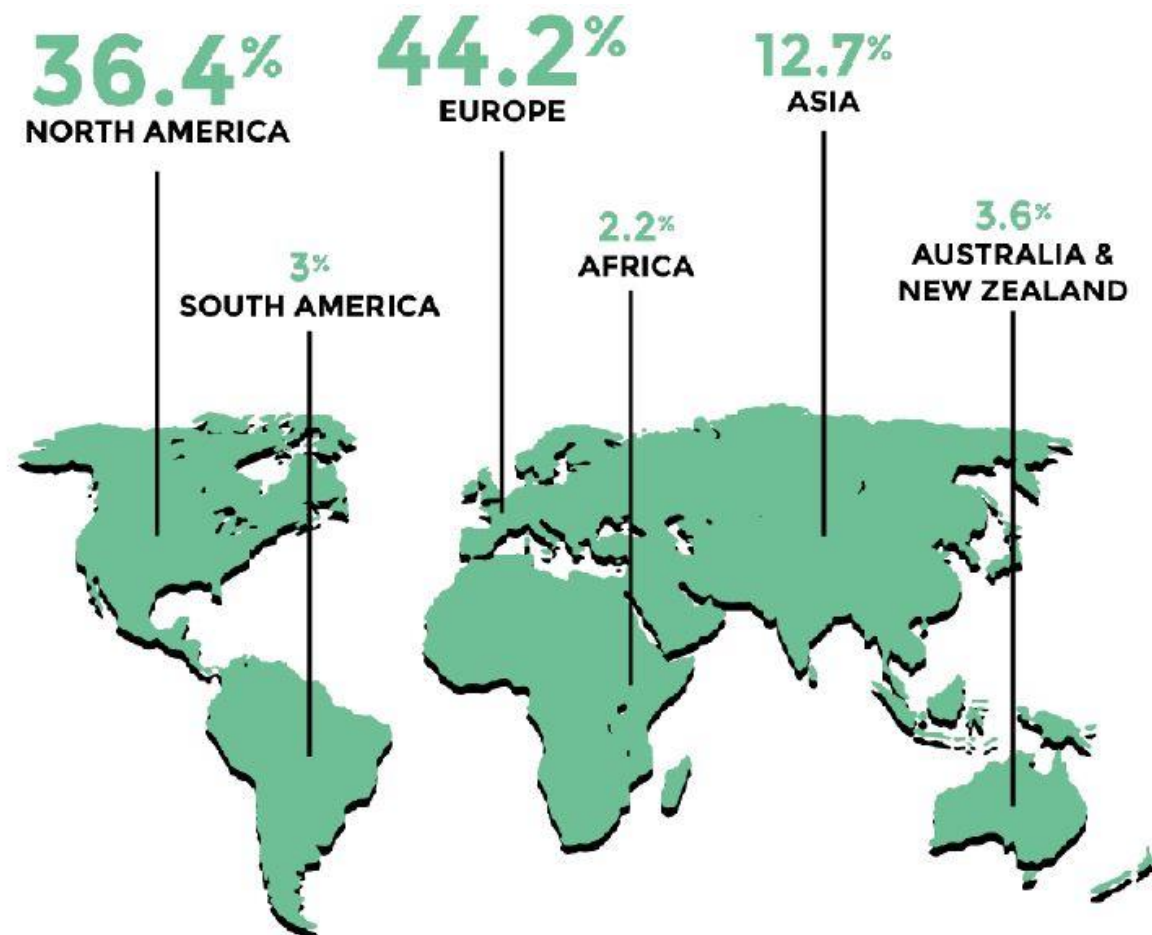 36.4%
NORTH AMERICA
44.2%
EUROPE
12.7%
ASIA
3%
SOUTH AMERICA
2.2%
AFRICA
3.6%
AUSTRALIA &
NEW ZEALAND